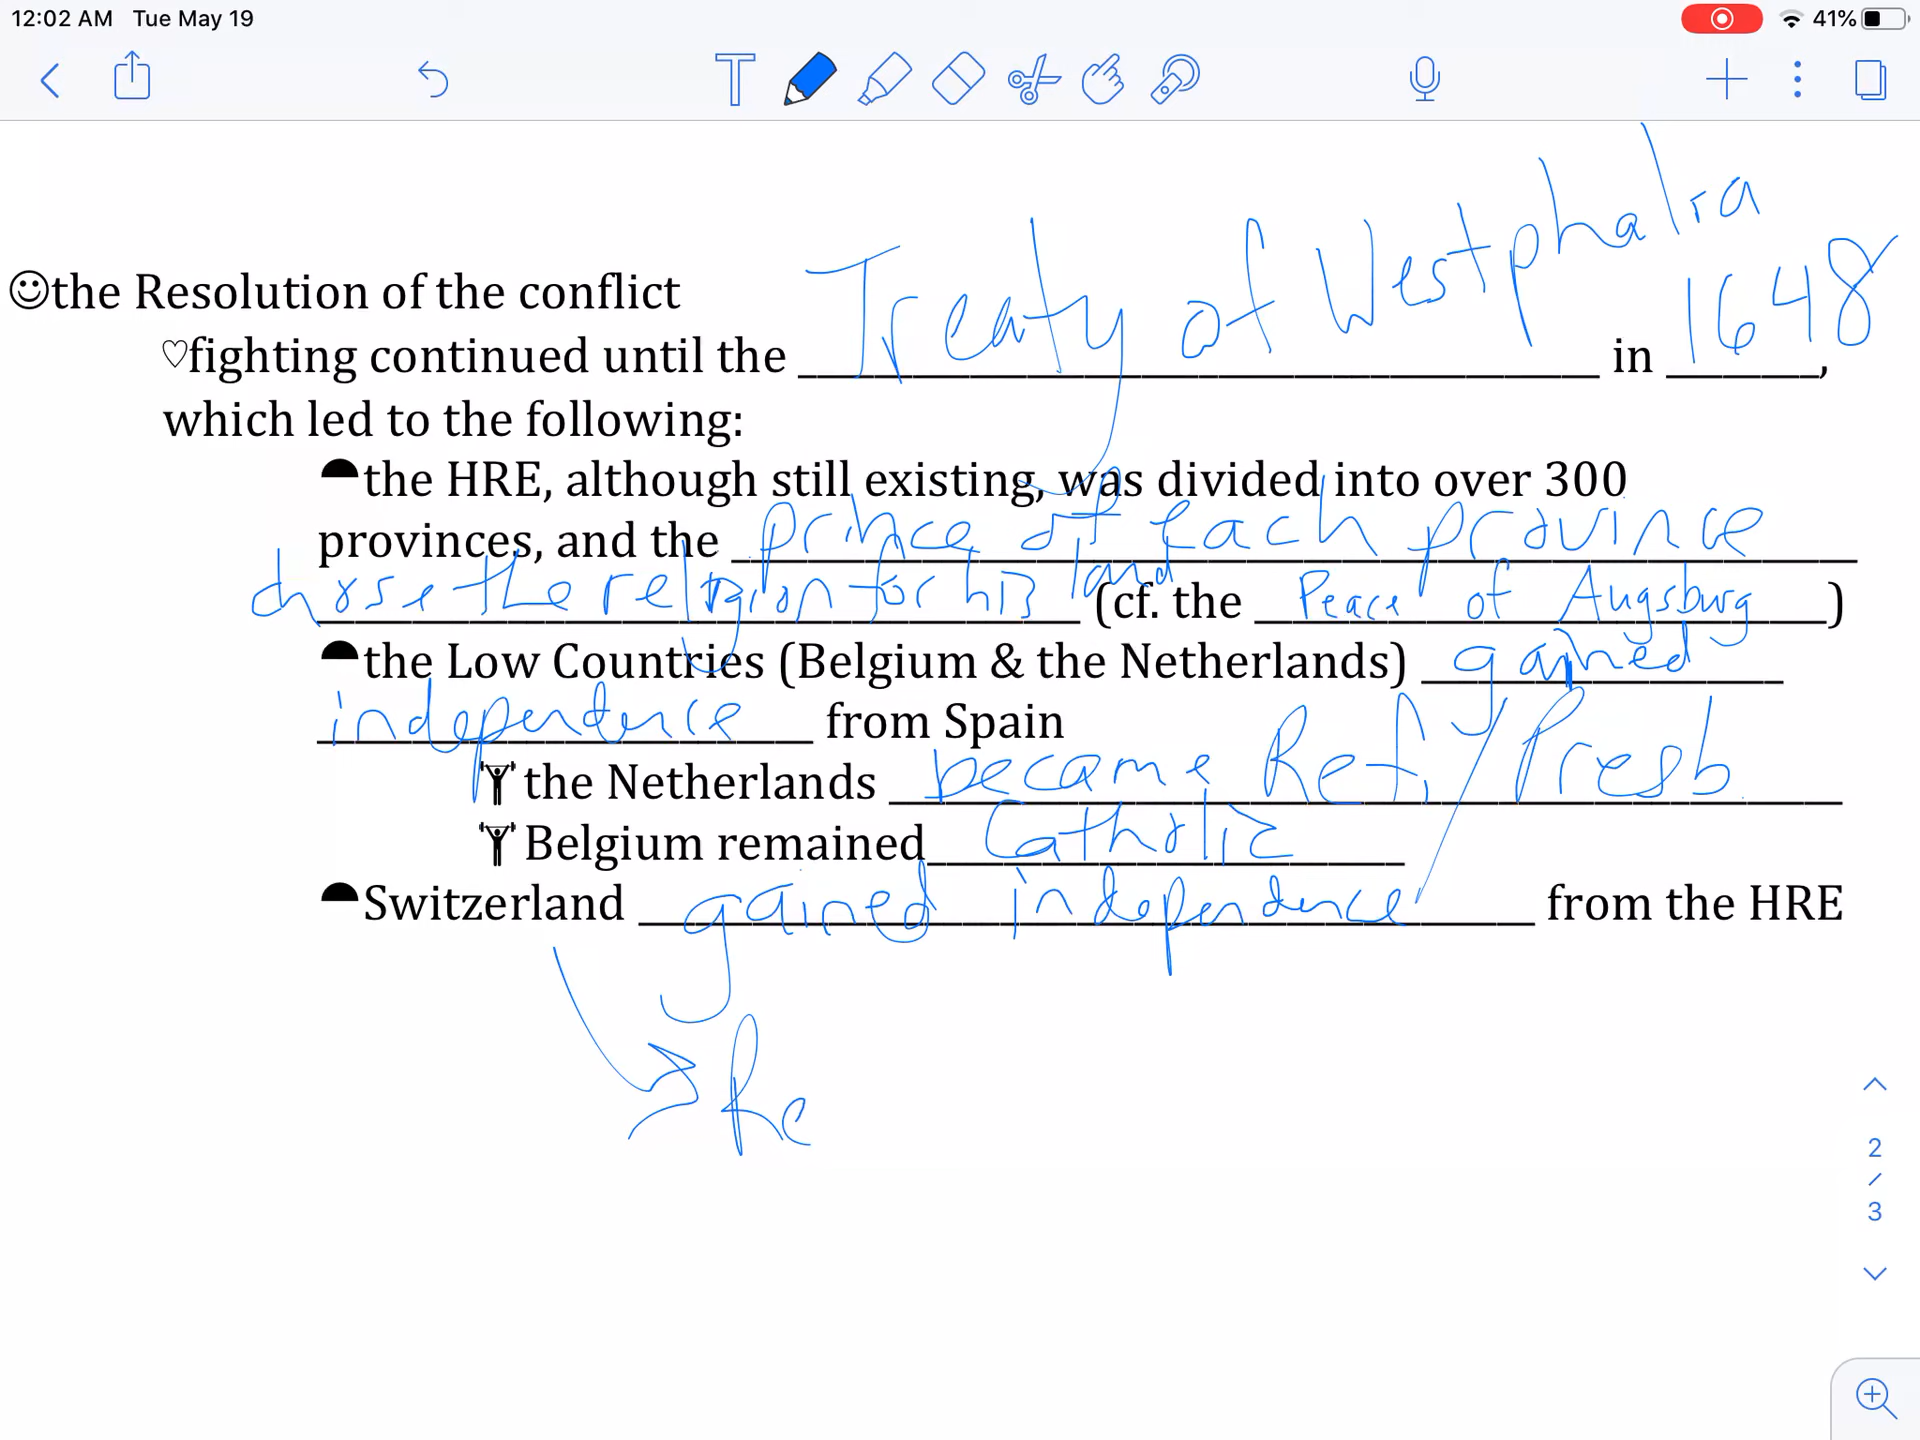 12:02 AM Tue May 19
41%
☺the Resolution of the conflict
♡fighting continued until the Treaty of Westphalia in 1648,
which led to the following:
the HRE, although still existing, was divided into over 300
provinces, and the prince of each province
chose the religion for his land (cf. the Peace of Augsburg)
the Low Countries (Belgium & the Netherlands) gained
independence from Spain
the Netherlands became Ref./Presb
Belgium remained Catholic
Switzerland gained independence from the HRE
Re
2
/
3